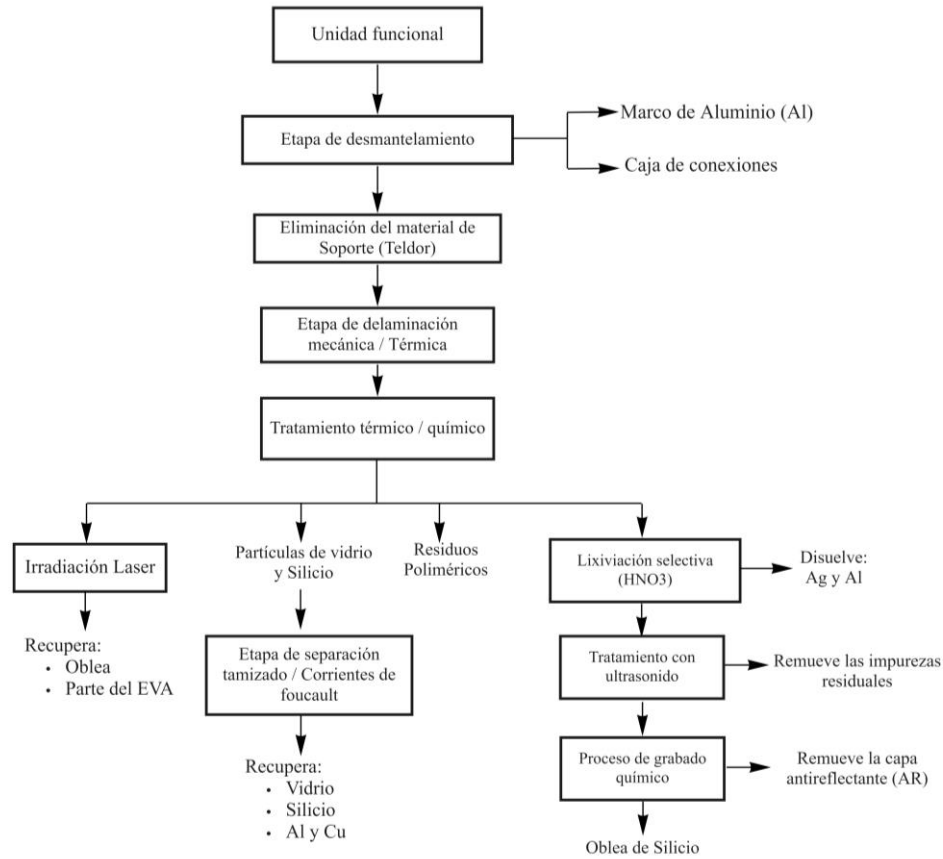 Unidad funcional
Etapa de desmantelamiento
Marco de Aluminio (Al)
Caja de conexiones
Eliminación del material de
Soporte (Teldor)
Etapa de delaminación
mecánica / Térmica
Tratamiento térmico / químico
Irradiación Laser
Recupera:
• Oblea
• Parte del EVA
Partículas de vidrio
y Silicio
Etapa de separación
tamizado / Corrientes de
foucault
Recupera:
• Vidrio
• Silicio
• Al y Cu
Residuos
Poliméricos
Lixiviación selectiva
(HNO3)
Disuelve:
Ag y Al
Tratamiento con
ultrasonido
Remueve las impurezas
residuales
Proceso de grabado
químico
Remueve la capa
antireflectante (AR)
Oblea de Silicio